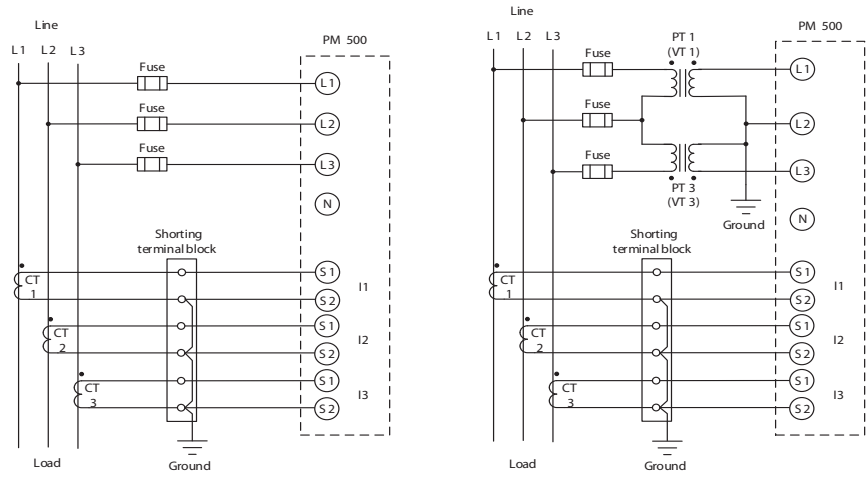 Line
L1 L2 L3
PM 500
Fuse
L1
Fuse
L2
Fuse
L3
N
Shorting
terminal block
CT
1
S1
I1
S2
CT
2
S1
I2
S2
CT
3
S1
I3
S2
Load
Ground
Line
L1 L2 L3
PT 1
(VT 1)
PM 500
Fuse
L1
Fuse
L2
Fuse
L3
PT 3
(VT 3)
Ground
N
Shorting
terminal block
CT
1
S1
I1
S2
CT
2
S1
I2
S2
CT
3
S1
I3
S2
Load
Ground